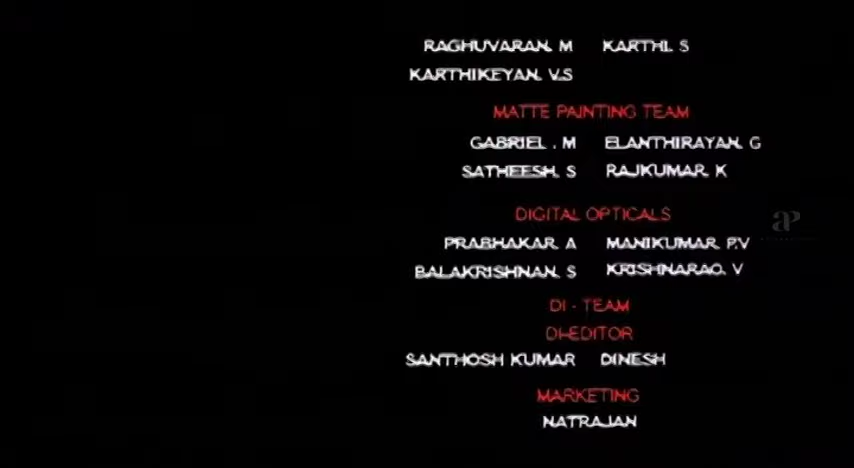 RAGHUVARAN. M KARTHI. S
KARTHIKEYAN. V.S
MATTE PAINTING TEAM
GABRIEL . M ELANTHIRAYAN. G
SATHEESH. S RAJKUMAR. K
DIGITAL OPTICALS
PRABHAKAR. A MANIKUMAR. P.V
BALAKRISHNAN. S KRISHNARAO. V
DI - TEAM
DI-EDITOR
SANTHOSH KUMAR DINESH
MARKETING
NATRAJAN